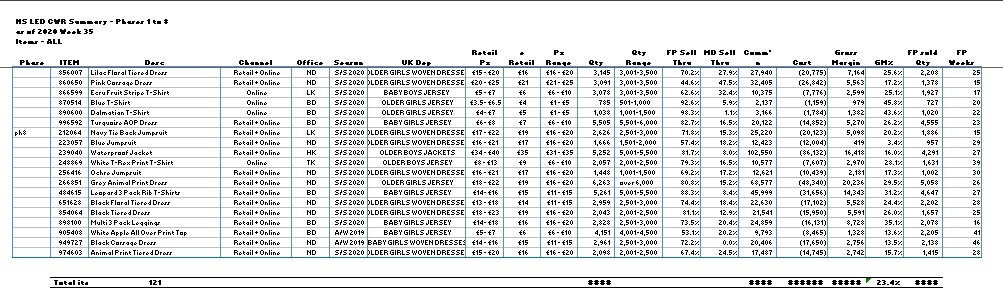 NS LED CWR Summary - Phases 1 to 8
as of 2020 Week 35
Items - ALL
Retail e Px Qty FP Sell MD Sell Comm' Gross FP sold FP
Phase ITEM Desc Channel Office Season UK Dep Px Retail Range Qty Range Thru Thru n Cost Margin GM% Qty Weeks
856007 Lilac Floral Tiered Dress Retail + Online ND S/S 2020 OLDER GIRLS WOVEN DRESSE £15 - £20 £16 £16 - £20 3,145 3,001-3,500 70.2% 27.9% 27,940 (20,775) 7,164 25.6% 2,208 25
860650 Pink Corsage Dress Retail + Online ND S/S 2020 OLDER GIRLS WOVEN DRESSE £20 - £25 £21 £21 - £25 3,091 3,001-3,500 44.6% 47.5% 32,405 (26,842) 5,563 17.2% 1,378 15
866599 Ecru Fruit Stripe T-Shirt Online LK S/S 2020 BABY BOYS JERSEY £5 - £7 £6 £6 - £10 3,078 3,001-3,500 62.6% 32.4% 10,375 (7,776) 2,599 25.1% 1,927 17
870514 Blue T-Shirt Online BD S/S 2020 OLDER GIRLS JERSEY £3.5 - £6.5 £4 £1 - £5 785 501-1,000 92.6% 5.9% 2,137 (1,159) 979 45.8% 727 20
890600 Dalmatian T-Shirt Online BD S/S 2020 OLDER GIRLS JERSEY £4 - £7 £5 £1 - £5 1,038 1,001-1,500 98.3% 1.1% 3,166 (1,784) 1,382 43.6% 1,020 22
996592 Turquoise AOP Dress Retail + Online BD S/S 2020 OLDER GIRLS JERSEY £6 - £8 £7 £6 - £10 5,505 5,501-6,000 82.7% 16.5% 20,122 (14,852) 5,270 26.2% 4,555 23
ph8 212064 Navy Tie Back Jumpsuit Retail + Online LK S/S 2020 OLDER GIRLS WOVEN DRESSE £17 - £22 £19 £16 - £20 2,626 2,501-3,000 71.8% 15.3% 25,220 (20,123) 5,098 20.2% 1,886 15
223057 Blue Jumpsuit Retail + Online ND S/S 2020 OLDER GIRLS WOVEN DRESSE £16 - £21 £17 £16 - £20 1,666 1,501-2,000 57.4% 18.2% 12,423 (12,004) 419 3.4% 957 29
239040 Waterproof Jacket Retail + Online HK S/S 2020 OLDER BOYS JACKETS £34 - £40 £35 £31 - £35 5,252 5,001-5,500 81.7% 8.0% 102,550 (86,132) 16,418 16.0% 4,291 27
248869 White T-Rex Print T-Shirt Online TK S/S 2020 OLDER BOYS JERSEY £8 - £13 £9 £6 - £10 2,057 2,001-2,500 79.3% 16.5% 10,577 (7,607) 2,970 28.1% 1,631 39
256416 Ochre Jumpsuit Retail + Online ND S/S 2020 OLDER GIRLS WOVEN DRESSE £16 - £21 £17 £16 - £20 1,448 1,001-1,500 69.2% 17.2% 12,621 (10,439) 2,181 17.3% 1,002 30
266851 Grey Animal Print Dress Retail + Online ND S/S 2020 OLDER GIRLS WOVEN DRESSE £18 - £22 £19 £16 - £20 6,263 over 6,000 80.8% 15.2% 68,577 (48,340) 20,236 29.5% 5,058 26
484615 Leopard 3 Pack Rib T-Shirts Retail + Online BD S/S 2020 OLDER GIRLS JERSEY £14 - £16 £15 £11 - £15 5,261 5,001-5,500 88.3% 8.4% 45,999 (31,656) 14,343 31.2% 4,647 27
651628 Black Floral Tiered Dress Retail + Online ND S/S 2020 OLDER GIRLS WOVEN DRESSE £13 - £18 £14 £11 - £15 2,959 2,501-3,000 74.4% 18.4% 22,630 (17,102) 5,528 24.4% 2,202 28
854064 Black Tiered Dress Retail + Online ND S/S 2020 OLDER GIRLS WOVEN DRESSE £18 - £23 £19 £16 - £20 2,043 2,001-2,500 81.1% 12.9% 21,541 (15,950) 5,591 26.0% 1,657 25
898100 Multi 3 Pack Leggings Retail + Online BD S/S 2020 OLDER GIRLS JERSEY £14 - £18 £16 £16 - £20 2,828 2,501-3,000 73.5% 20.4% 24,859 (16,131) 8,728 35.1% 2,078 16
905408 White Apple All Over Print Top Retail + Online BD A/W 2019 BABY GIRLS JERSEY £5 - £7 £6 £6 - £10 4,151 4,001-4,500 53.1% 20.2% 9,793 (8,465) 1,328 13.6% 2,205 41
949727 Black Corsage Dress Retail + Online ND A/W 2019 BABY GIRLS WOVEN DRESSES £14 - £16 £15 £11 - £15 2,961 2,501-3,000 72.2% 0.0% 20,406 (17,650) 2,756 13.5% 2,138 46
974603 Animal Print Tiered Dress Retail + Online ND S/S 2020 OLDER GIRLS WOVEN DRESSE £15 - £20 £16 £16 - £20 2,098 2,001-2,500 67.4% 24.5% 17,487 (14,745) 2,742 15.7% 1,415 28
Total its 121 #### #### ###### ##### 23.4% ####